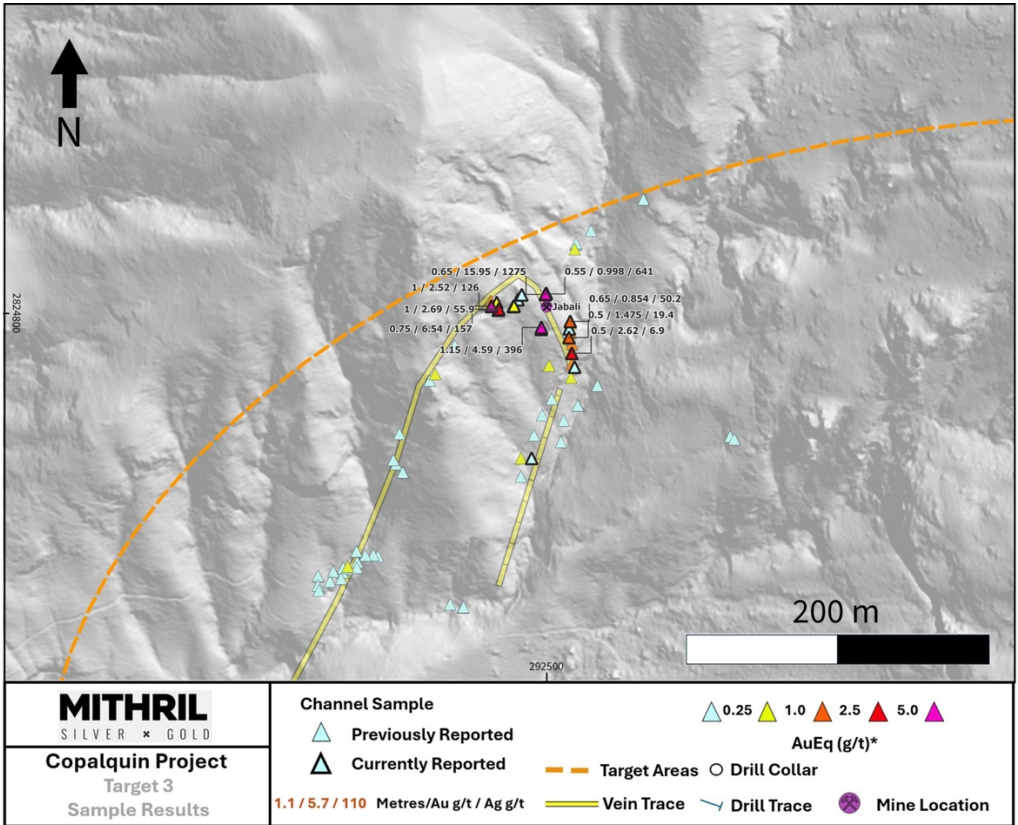 N
0.65 / 15.95 / 1275
0.55 / 0.998 / 641
1 / 2.52 / 126
0.65 / 0.854 / 50.2
1 / 2.69 / 55.9
Jabali
0.5 / 1.475 / 19.4
0.75 / 6.54 / 157
0.5 / 2.62 / 6.9
1.15 / 4.59 / 396
2824800
200 m
292500
MITHRIL
SILVER × GOLD
Copalquin Project
Target 3
Sample Results
Channel Sample
Previously Reported
Currently Reported
1.1 / 5.7 / 110 Metres/Au g/t / Ag g/t
0.25 1.0 2.5 5.0
AuEq (g/t)*
Target Areas
Drill Collar
Vein Trace
Drill Trace
Mine Location